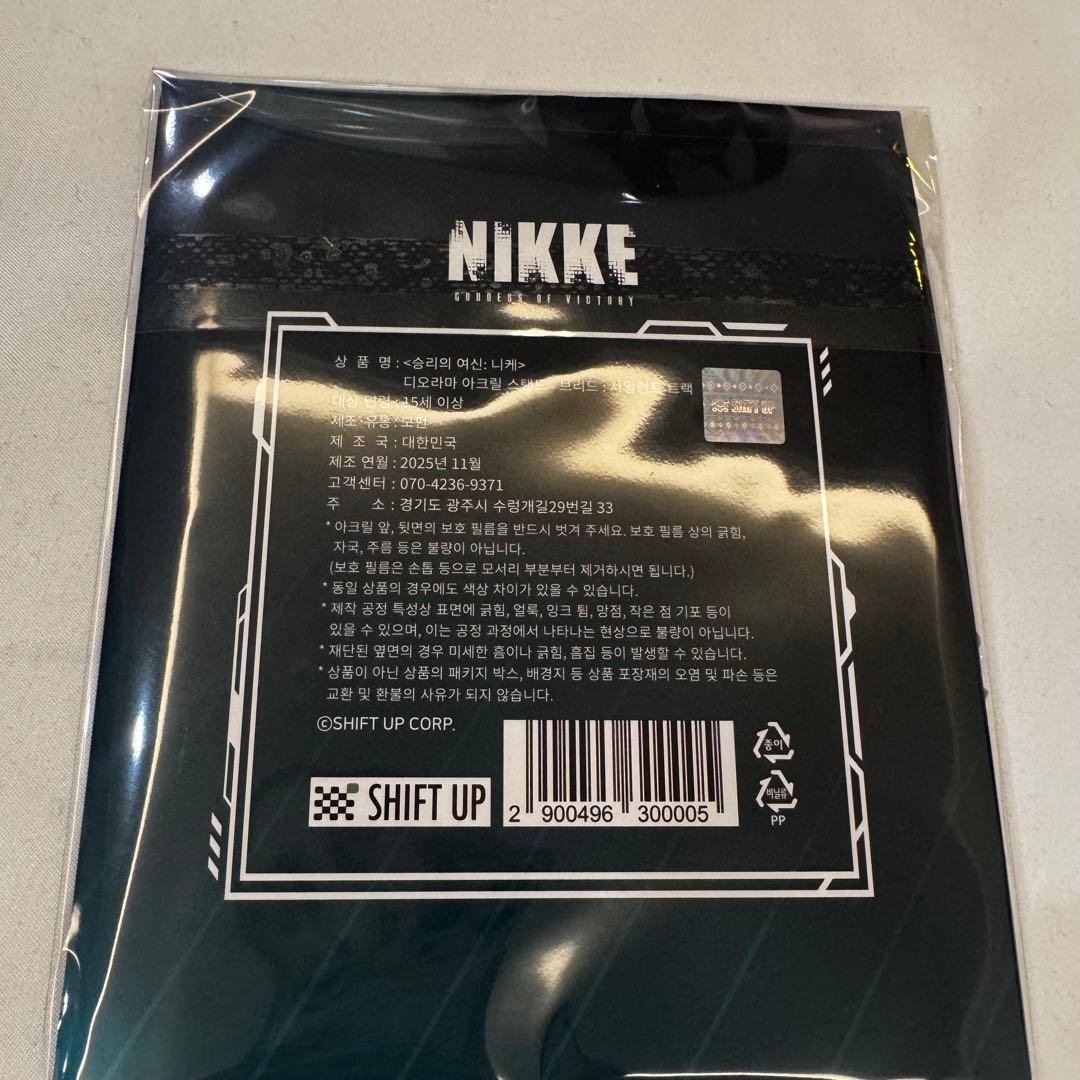 NIKKE
GODDESS OF VICTORY
상 품 명 : <승리의 여신: 니케>
디오라마 아크릴 스탠드 브리드 : 사일런트 트랙
대상 연령 : 15세 이상
제조·유통 : 모펀
제 조 국 : 대한민국
제조 연월 : 2025년 11월
고객센터 : 070-4236-9371
주 소 : 경기도 광주시 수렁개길29번길 33
* 아크릴 앞, 뒷면의 보호 필름을 반드시 벗겨 주세요. 보호 필름 상의 긁힘,
자국, 주름 등은 불량이 아닙니다.
(보호 필름은 손톱 등으로 모서리 부분부터 제거하시면 됩니다.)
* 동일 상품의 경우에도 색상 차이가 있을 수 있습니다.
* 제작 공정 특성상 표면에 긁힘, 얼룩, 잉크 튐, 망점, 작은 점 기포 등이
있을 수 있으며, 이는 공정 과정에서 나타나는 현상으로 불량이 아닙니다.
* 재단된 옆면의 경우 미세한 흠이나 긁힘, 흠집 등이 발생할 수 있습니다.
* 상품이 아닌 상품의 패키지 박스, 배경지 등 상품 포장재의 오염 및 파손 등은
교환 및 환불의 사유가 되지 않습니다.
©SHIFT UP CORP.
SHIFT UP
SHIFT UP
2 900496 300005
종이
비닐류
PP